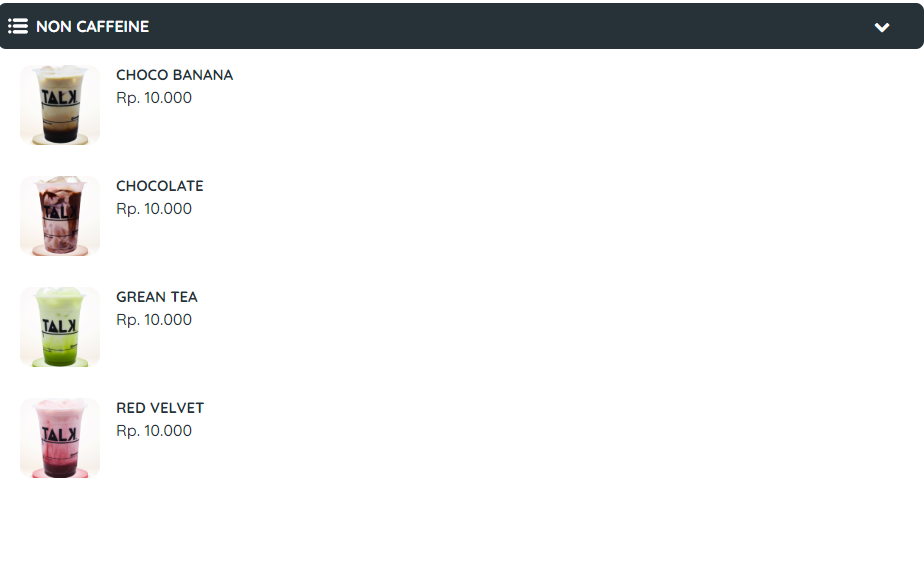 NON CAFFEINE
CHOCO BANANA
Rp. 10.000
TALK
CHOCOLATE
Rp. 10.000
TALK
GREAN TEA
Rp. 10.000
TALK
RED VELVET
Rp. 10.000
TALK